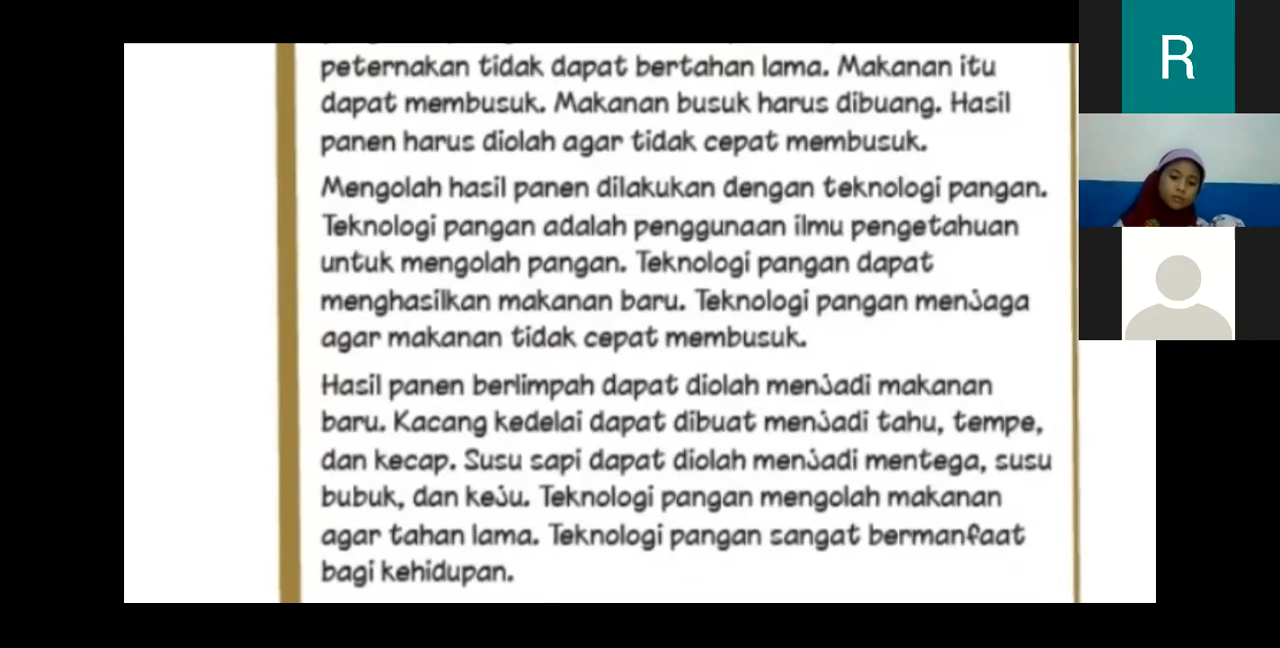 peternakan tidak dapat bertahan lama. Makanan itu
dapat membusuk. Makanan busuk harus dibuang. Hasil
panen harus diolah agar tidak cepat membusuk.
Mengolah hasil panen dilakukan dengan teknologi pangan.
Teknologi pangan adalah penggunaan ilmu pengetahuan
untuk mengolah pangan. Teknologi pangan dapat
menghasilkan makanan baru. Teknologi pangan menjaga
agar makanan tidak cepat membusuk.
Hasil panen berlimpah dapat diolah menjadi makanan
baru. Kacang kedelai dapat dibuat menjadi tahu, tempe,
dan kecap. Susu sapi dapat diolah menjadi mentega, susu
bubuk, dan keju. Teknologi pangan mengolah makanan
agar tahan lama. Teknologi pangan sangat bermanfaat
bagi kehidupan.
R